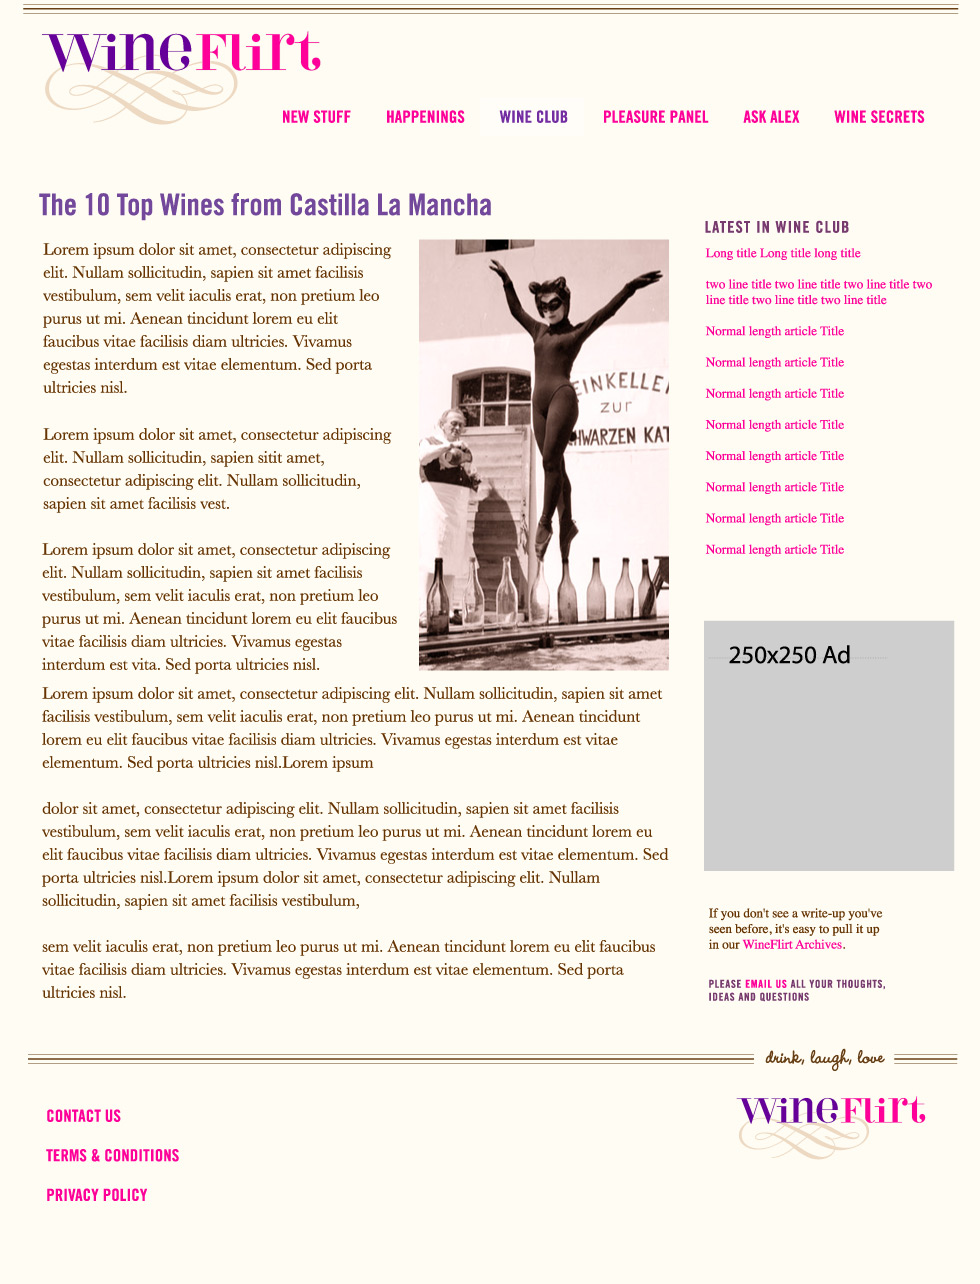 WineFlirt
NEW STUFF HAPPENINGS WINE CLUB PLEASURE PANEL ASK ALEX WINE SECRETS
The 10 Top Wines from Castilla La Mancha
Lorem ipsum dolor sit amet, consectetur adipiscing
elit. Nullam sollicitudin, sapien sit amet facilisis
vestibulum, sem velit iaculis erat, non pretium leo
purus ut mi. Aenean tincidunt lorem eu elit
faucibus vitae facilisis diam ultricies. Vivamus
egestas interdum est vitae elementum. Sed porta
ultricies nisl.
Lorem ipsum dolor sit amet, consectetur adipiscing
elit. Nullam sollicitudin, sapien sitit amet,
consectetur adipiscing elit. Nullam sollicitudin,
sapien sit amet facilisis vest.
Lorem ipsum dolor sit amet, consectetur adipiscing
elit. Nullam sollicitudin, sapien sit amet facilisis
vestibulum, sem velit iaculis erat, non pretium leo
purus ut mi. Aenean tincidunt lorem eu elit faucibus
vitae facilisis diam ultricies. Vivamus egestas
interdum est vita. Sed porta ultricies nisl.
EINKELLE
zur
HWARZEN KAT
Lorem ipsum dolor sit amet, consectetur adipiscing elit. Nullam sollicitudin, sapien sit amet
facilisis vestibulum, sem velit iaculis erat, non pretium leo purus ut mi. Aenean tincidunt
lorem eu elit faucibus vitae facilisis diam ultricies. Vivamus egestas interdum est vitae
elementum. Sed porta ultricies nisl.Lorem ipsum
dolor sit amet, consectetur adipiscing elit. Nullam sollicitudin, sapien sit amet facilisis
vestibulum, sem velit iaculis erat, non pretium leo purus ut mi. Aenean tincidunt lorem eu
elit faucibus vitae facilisis diam ultricies. Vivamus egestas interdum est vitae elementum. Sed
porta ultricies nisl.Lorem ipsum dolor sit amet, consectetur adipiscing elit. Nullam
sollicitudin, sapien sit amet facilisis vestibulum,
sem velit iaculis erat, non pretium leo purus ut mi. Aenean tincidunt lorem eu elit faucibus
vitae facilisis diam ultricies. Vivamus egestas interdum est vitae elementum. Sed porta
ultricies nisl.
LATEST IN WINE CLUB
Long title Long title long title
two line title two line title two line title two
line title two line title two line title
Normal length article Title
Normal length article Title
Normal length article Title
Normal length article Title
Normal length article Title
Normal length article Title
Normal length article Title
Normal length article Title
250x250 Ad
If you don't see a write-up you've
seen before, it's easy to pull it up
in our WineFlirt Archives.
PLEASE EMAIL US ALL YOUR THOUGHTS,
IDEAS AND QUESTIONS
drink, laugh, love
WineFlirt
CONTACT US
TERMS & CONDITIONS
PRIVACY POLICY